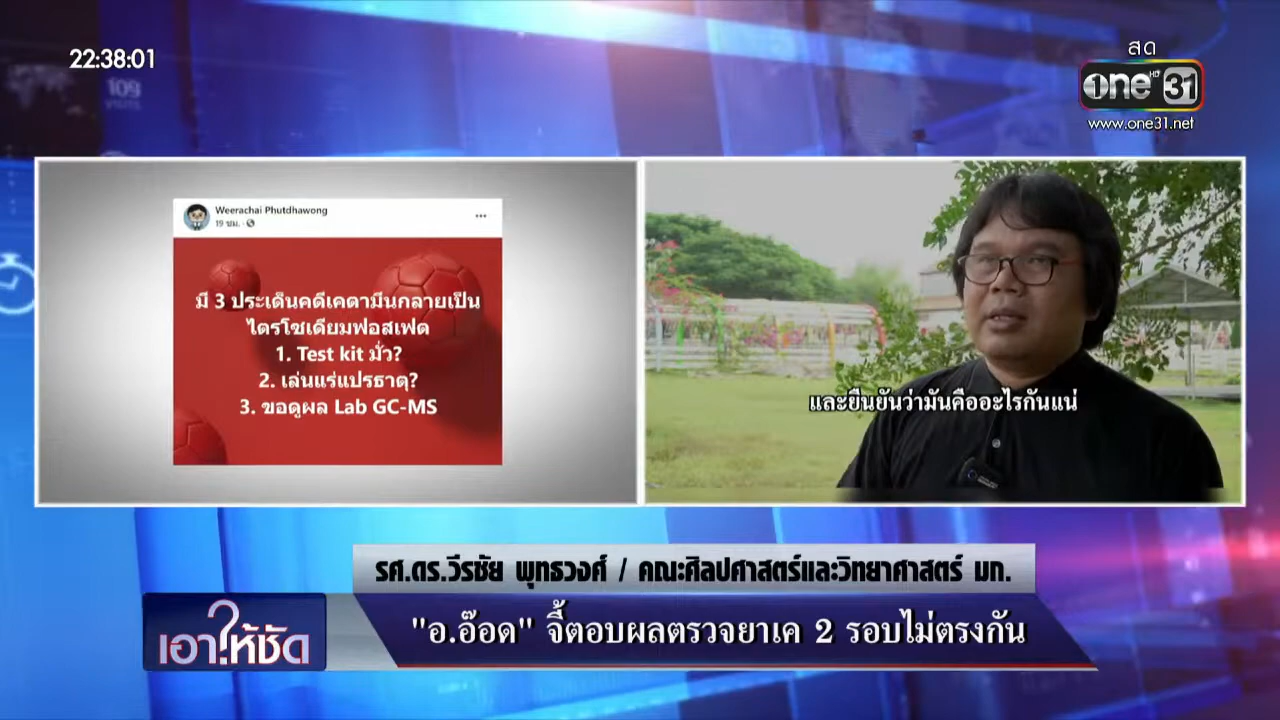 22:38:01
สด
one HD 31
www.one31.net
Weerachai Phutdhawong
19 ชม.
มี 3 ประเด็นคดีเคตามีนกลายเป็น
ไตรโซเดียมฟอสเฟต
1. Test kit มั่ว?
2. เล่นแร่แปรธาตุ?
3. ขอดูผล Lab GC-MS
และยืนยันว่ามันคืออะไรกันแน่
รศ.ดร.วีรชัย พุทธวงศ์ / คณะศิลปศาสตร์และวิทยาศาสตร์ มก.
เอาให้ชัด?
"อ.อ๊อด" จี้ตอบผลตรวจยาเค 2 รอบไม่ตรงกัน